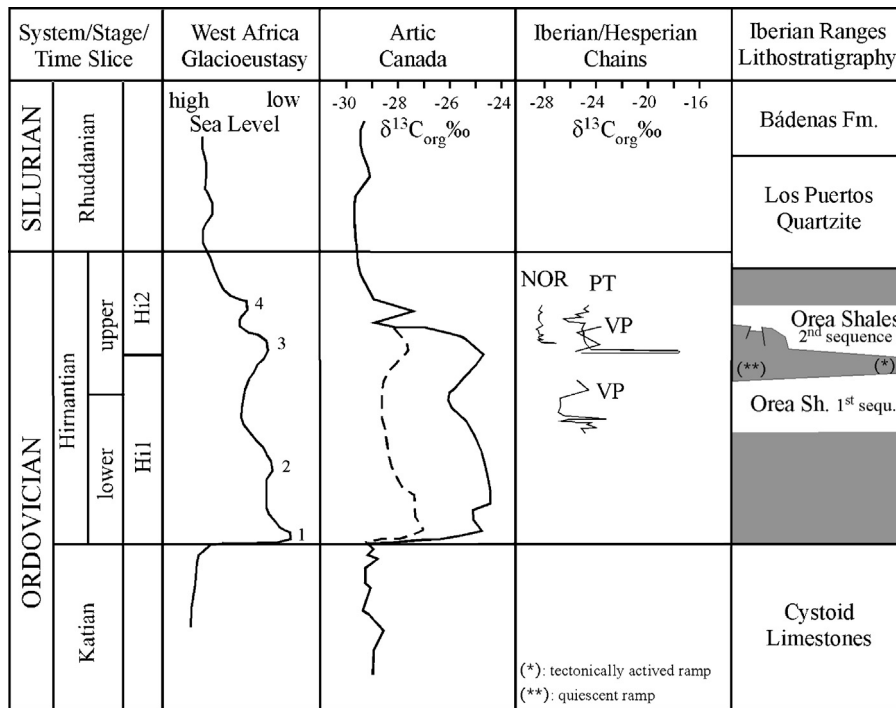 System/Stage/
Time Slice
West Africa
Glacioeustasy
Artic
Canada
Iberian/Hesperian
Chains
Iberian Ranges
Lithostratigraphy
high low
Sea Level
-30 -28 -26 -24
δ13Corg‰
-28 -24 -20 -16
δ13Corg‰
SILURIAN
Rhuddanian
Bádenas Fm.
Los Puertos
Quartzite
ORDOVICIAN
Hirnantian
upper
lower
Hi2
Hi1
Katian
4
3
2
1
NOR PT
VP
VP
Orea Shales
2nd sequence
(**) (*)
Orea Sh. 1st sequ.
Cystoid
Limestones
(*): tectonically actived ramp
(**): quiescent ramp